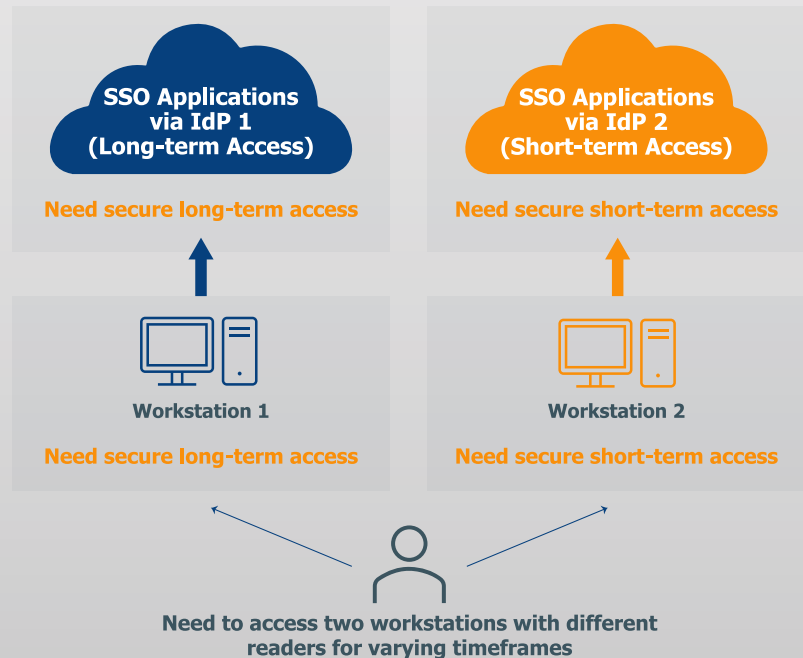 SSO Applications
via IdP 1
(Long-term Access)
Need secure long-term access
SSO Applications
via IdP 2
(Short-term Access)
Need secure short-term access
Workstation 1
Need secure long-term access
Workstation 2
Need secure short-term access
Need to access two workstations with different
readers for varying timeframes